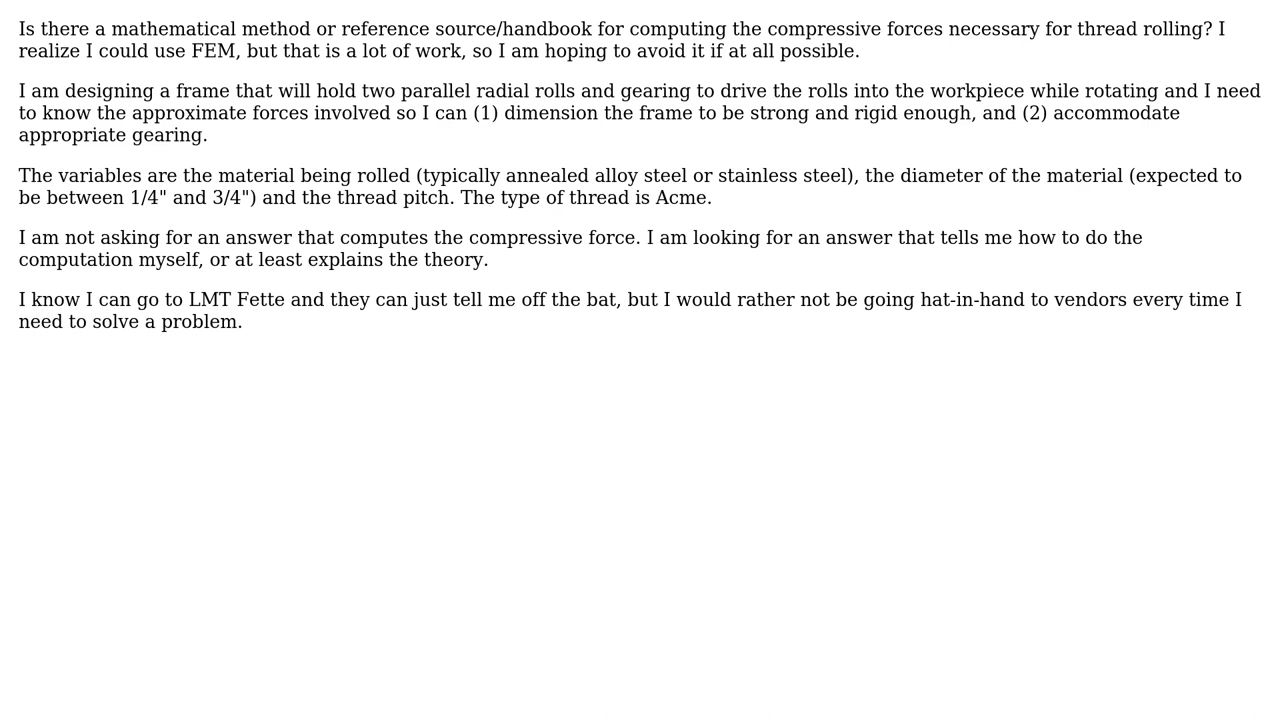 Is there a mathematical method or reference source/handbook for computing the compressive forces necessary for thread rolling? I
realize I could use FEM, but that is a lot of work, so I am hoping to avoid it if at all possible.
I am designing a frame that will hold two parallel radial rolls and gearing to drive the rolls into the workpiece while rotating and I need
to know the approximate forces involved so I can (1) dimension the frame to be strong and rigid enough, and (2) accommodate
appropriate gearing.
The variables are the material being rolled (typically annealed alloy steel or stainless steel), the diameter of the material (expected to
be between 1/4" and 3/4") and the thread pitch. The type of thread is Acme.
I am not asking for an answer that computes the compressive force. I am looking for an answer that tells me how to do the
computation myself, or at least explains the theory.
I know I can go to LMT Fette and they can just tell me off the bat, but I would rather not be going hat-in-hand to vendors every time I
need to solve a problem.